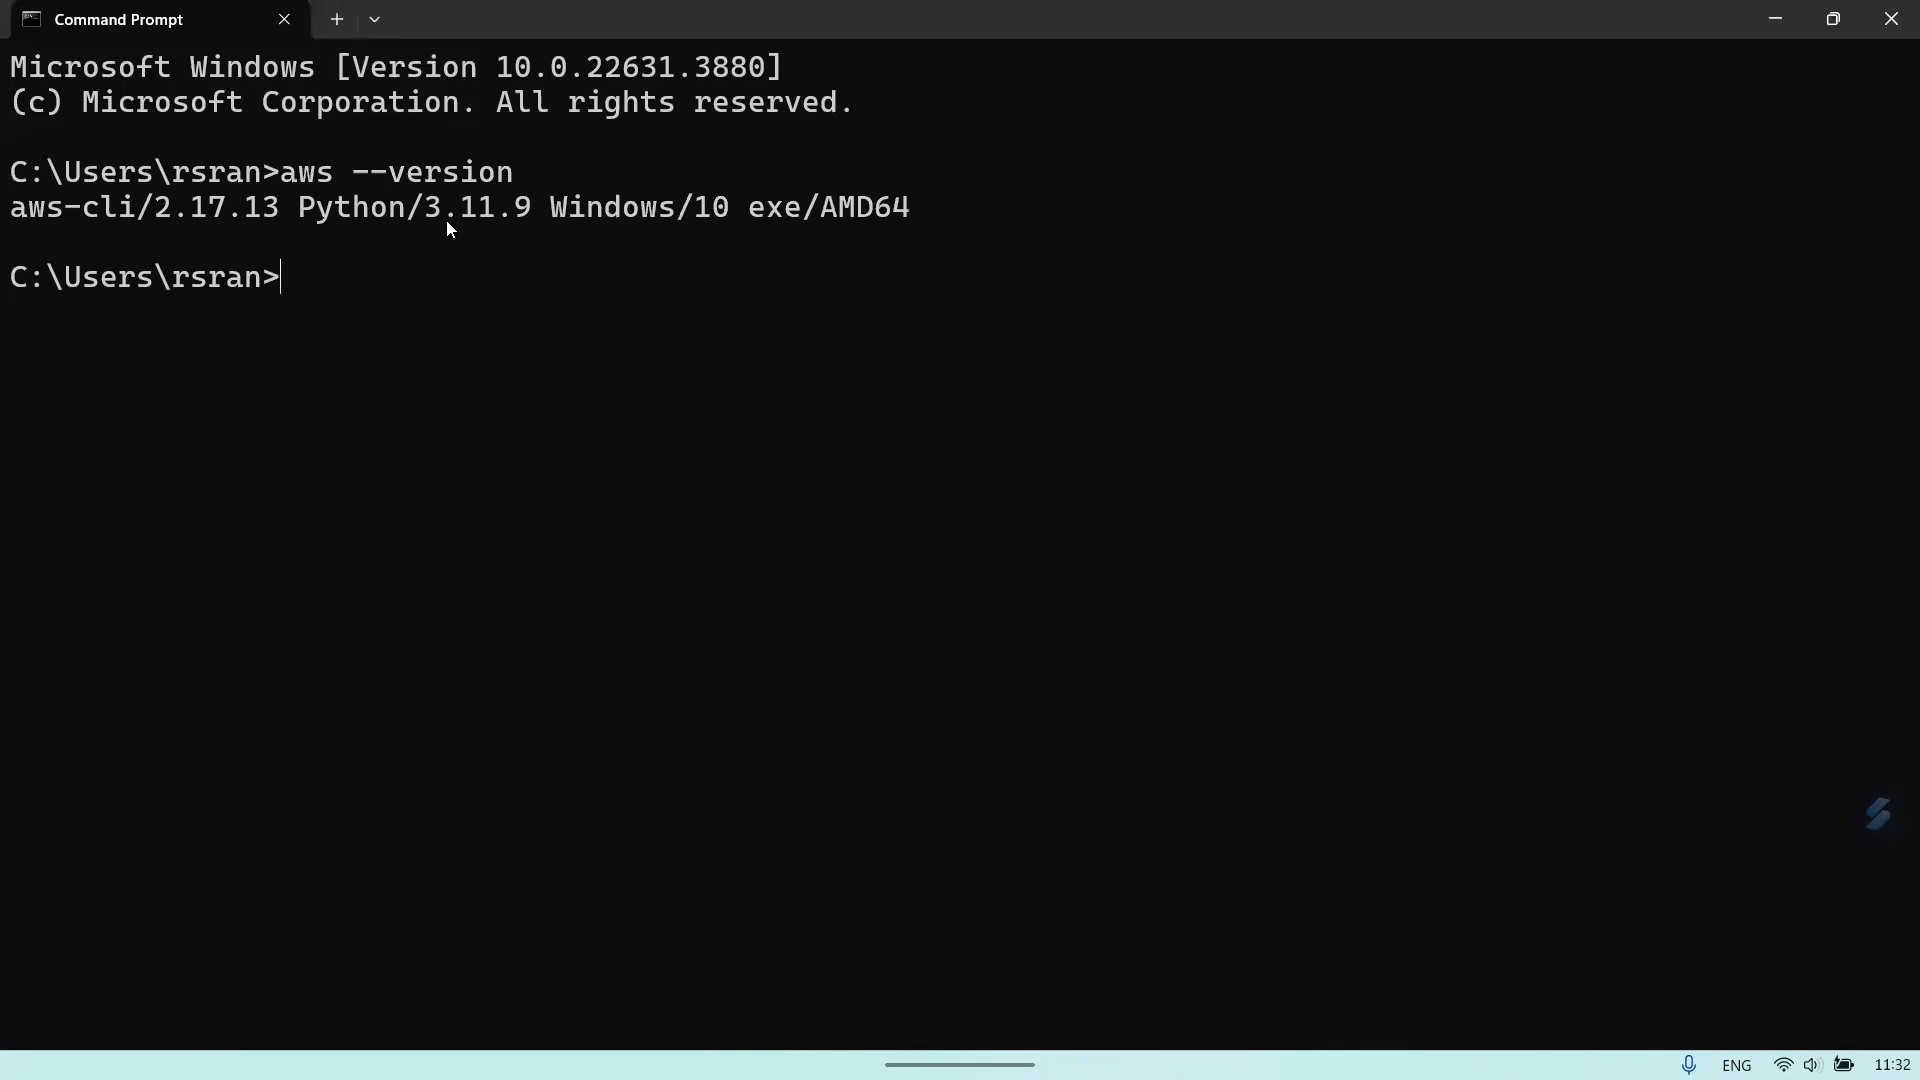 Command Prompt
Microsoft Windows [Version 10.0.22631.3880]
(c) Microsoft Corporation. All rights reserved.
C:\Users\rsran>aws --version
aws-cli/2.17.13 Python/3.11.9 Windows/10 exe/AMD64
C:\Users\rsran>
ENG
11:32